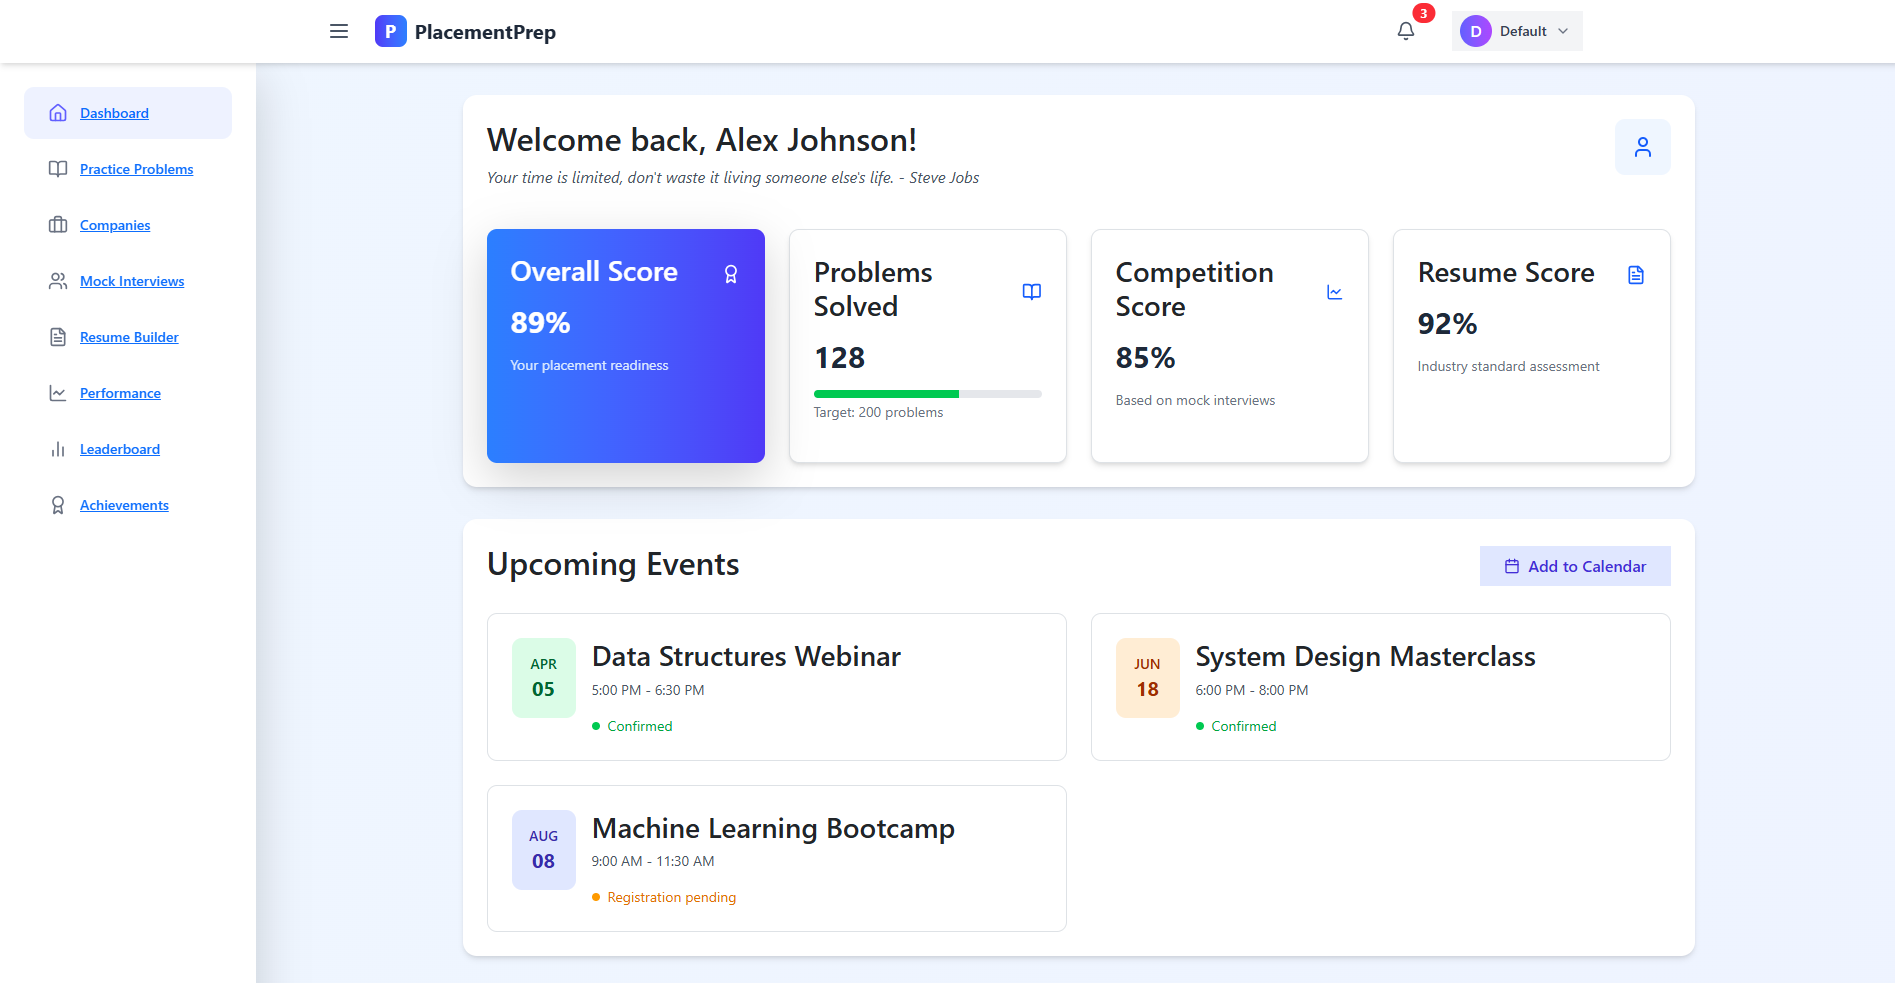 P PlacementPrep
3
D Default
Dashboard
Practice Problems
Companies
Mock Interviews
Resume Builder
Performance
Leaderboard
Achievements
Welcome back, Alex Johnson!
Your time is limited, don't waste it living someone else's life. - Steve Jobs
Overall Score
89%
Your placement readiness
Problems
Solved
128
Target: 200 problems
Competition
Score
85%
Based on mock interviews
Resume Score
92%
Industry standard assessment
Upcoming Events
Add to Calendar
APR
05
Data Structures Webinar
5:00 PM - 6:30 PM
Confirmed
JUN
18
System Design Masterclass
6:00 PM - 8:00 PM
Confirmed
AUG
08
Machine Learning Bootcamp
9:00 AM - 11:30 AM
Registration pending